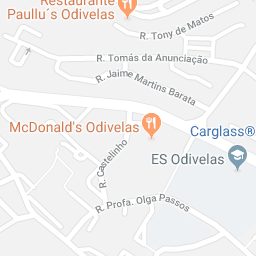 Restaurante
Paullu´s Odivelas
R. Tony de Matos
R. Tomás da Anunciação
R. Jaime Martins Barata
McDonald's Odivelas
Carglass®
ES Odivelas
R. Castelinho
R. Profa. Olga Passos